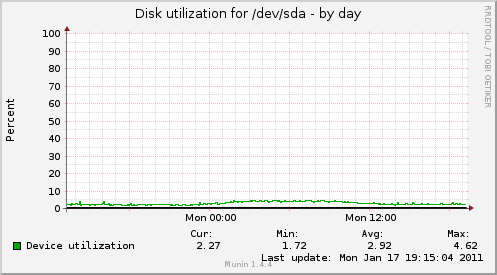 Disk utilization for /dev/sda - by day
RRDTOOL / TOBI OETIKER
Percent
100
90
80
70
60
50
40
30
20
10
0
Mon 00:00 Mon 12:00
Cur: Min: Avg: Max:
Device utilization 2.27 1.72 2.92 4.62
Last update: Mon Jan 17 19:15:04 2011
Munin 1.4.4